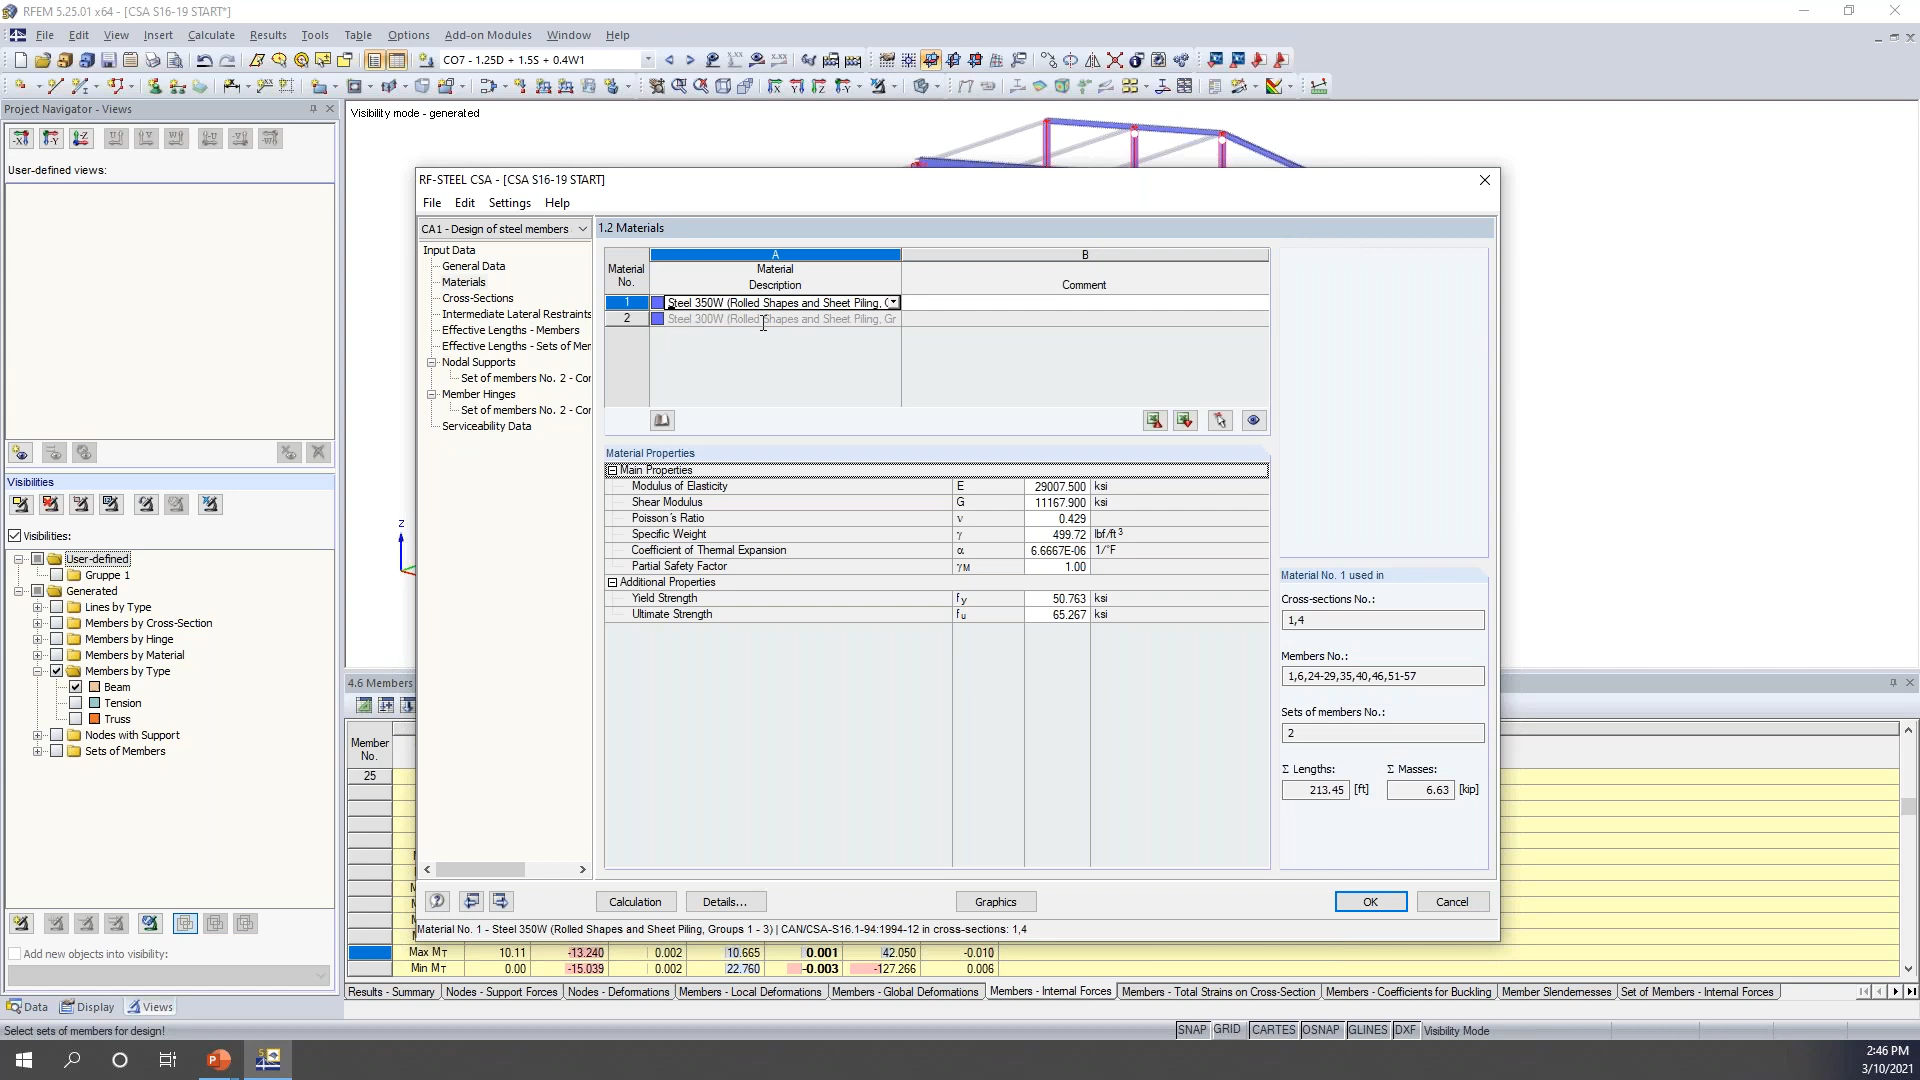 RFEM 5.25.01 x64 - [CSA S16-19 START*]
File Edit View Insert Calculate Results Tools Table Options Add-on Modules Window Help
CO7 - 1.25D + 1.5S + 0.4W1
Project Navigator - Views
Visibility mode - generated
User-defined views:
RF-STEEL CSA - [CSA S16-19 START]
File Edit Settings Help
CA1 - Design of steel members
1.2 Materials
Input Data
General Data
Materials
Cross-Sections
Intermediate Lateral Restraints
Effective Lengths - Members
Effective Lengths - Sets of Mer
Nodal Supports
Set of members No. 2 - Cor
Member Hinges
Set of members No. 2 - Cor
Serviceability Data
A B
Material No. Material Description Comment
1 Steel 350W (Rolled Shapes and Sheet Piling, (
2 Steel 300W (Rolled Shapes and Sheet Piling, Gr
Material Properties
Main Properties
Modulus of Elasticity E 29007.500 ksi
Shear Modulus G 11167.900 ksi
Poisson´s Ratio ν 0.429
Specific Weight γ 499.72 lbf/ft3
Coefficient of Thermal Expansion α 6.6667E-06 1/°F
Partial Safety Factor γM 1.00
Additional Properties
Yield Strength fy 50.763 ksi
Ultimate Strength fu 65.267 ksi
Material No. 1 used in
Cross-sections No.:
1,4
Members No.:
1,6,24-29,35,40,46,51-57
Sets of members No.:
2
Σ Lengths: Σ Masses:
213.45 [ft] 6.63 [kip]
Calculation Details... Graphics OK Cancel
Material No. 1 - Steel 350W (Rolled Shapes and Sheet Piling, Groups 1 - 3) | CAN/CSA-S16.1-94:1994-12 in cross-sections: 1,4
Visibilities
Visibilities:
User-defined
Gruppe 1
Generated
Lines by Type
Members by Cross-Section
Members by Hinge
Members by Material
Members by Type
Beam
Tension
Truss
Nodes with Support
Sets of Members
Add new objects into visibility:
Z
4.6 Members
Member No.
25
Max MT 10.11 -13.240 0.002 10.665 0.001 42.050 -0.010
Min MT 0.00 -15.039 0.002 22.760 -0.003 -127.266 0.006
Results - Summary Nodes - Support Forces Nodes - Deformations Members - Local Deformations Members - Global Deformations Members - Internal Forces Members - Total Strains on Cross-Section Members - Coefficients for Buckling Member Slendernesses Set of Members - Internal Forces
Data Display Views
Select sets of members for design!
SNAP GRID CARTES OSNAP GLINES DXF Visibility Mode
2:46 PM
3/10/2021